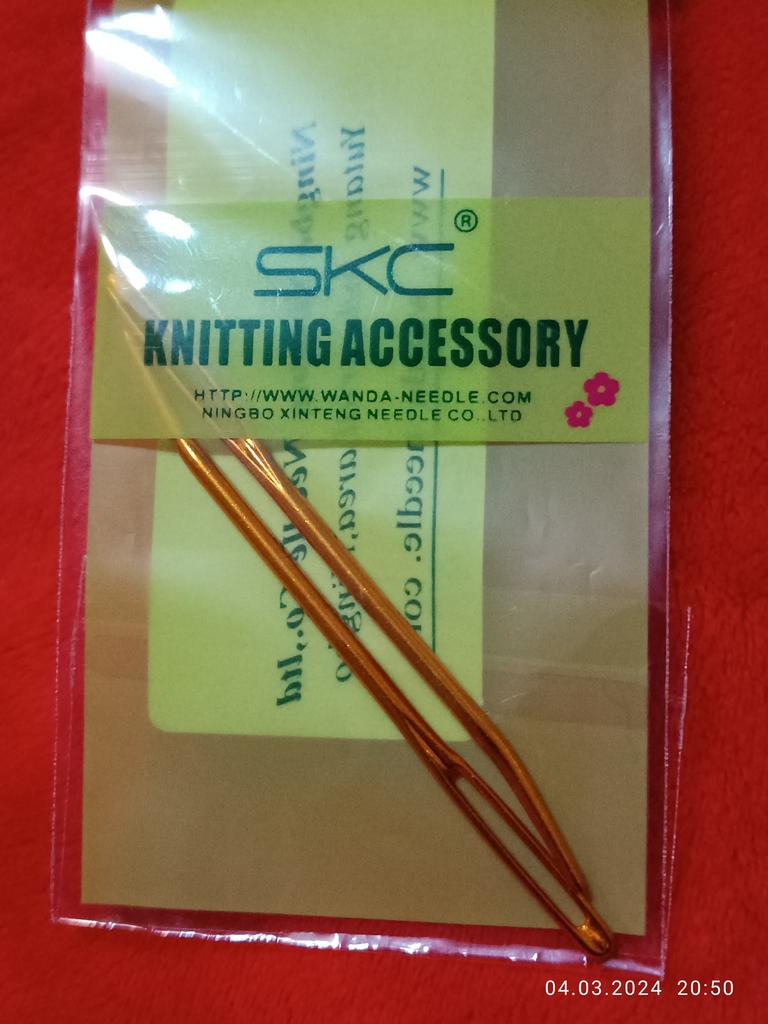 SKC®
KNITTING ACCESSORY
HTTP://WWW.WANDA-NEEDLE.COM
NINGBO XINTENG NEEDLE CO.,LTD
04.03.2024 20:50